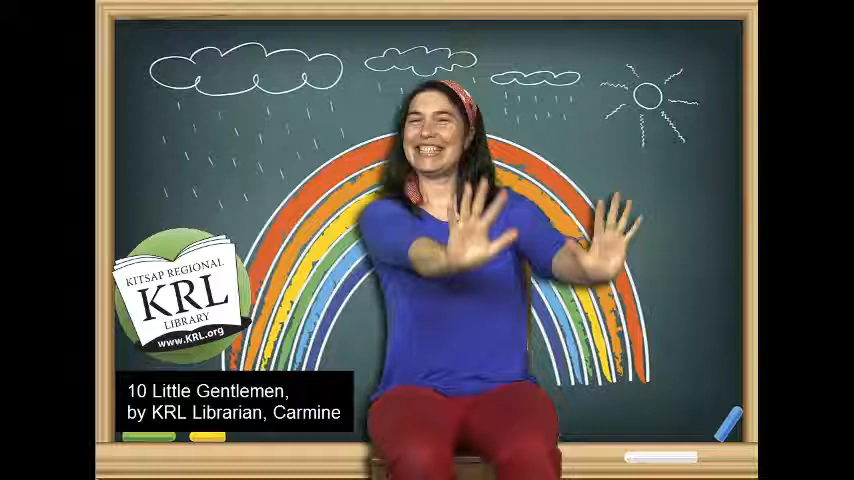 KITSAP REGIONAL
KRL
LIBRARY
www.KRL.org
10 Little Gentlemen,
by KRL Librarian, Carmine